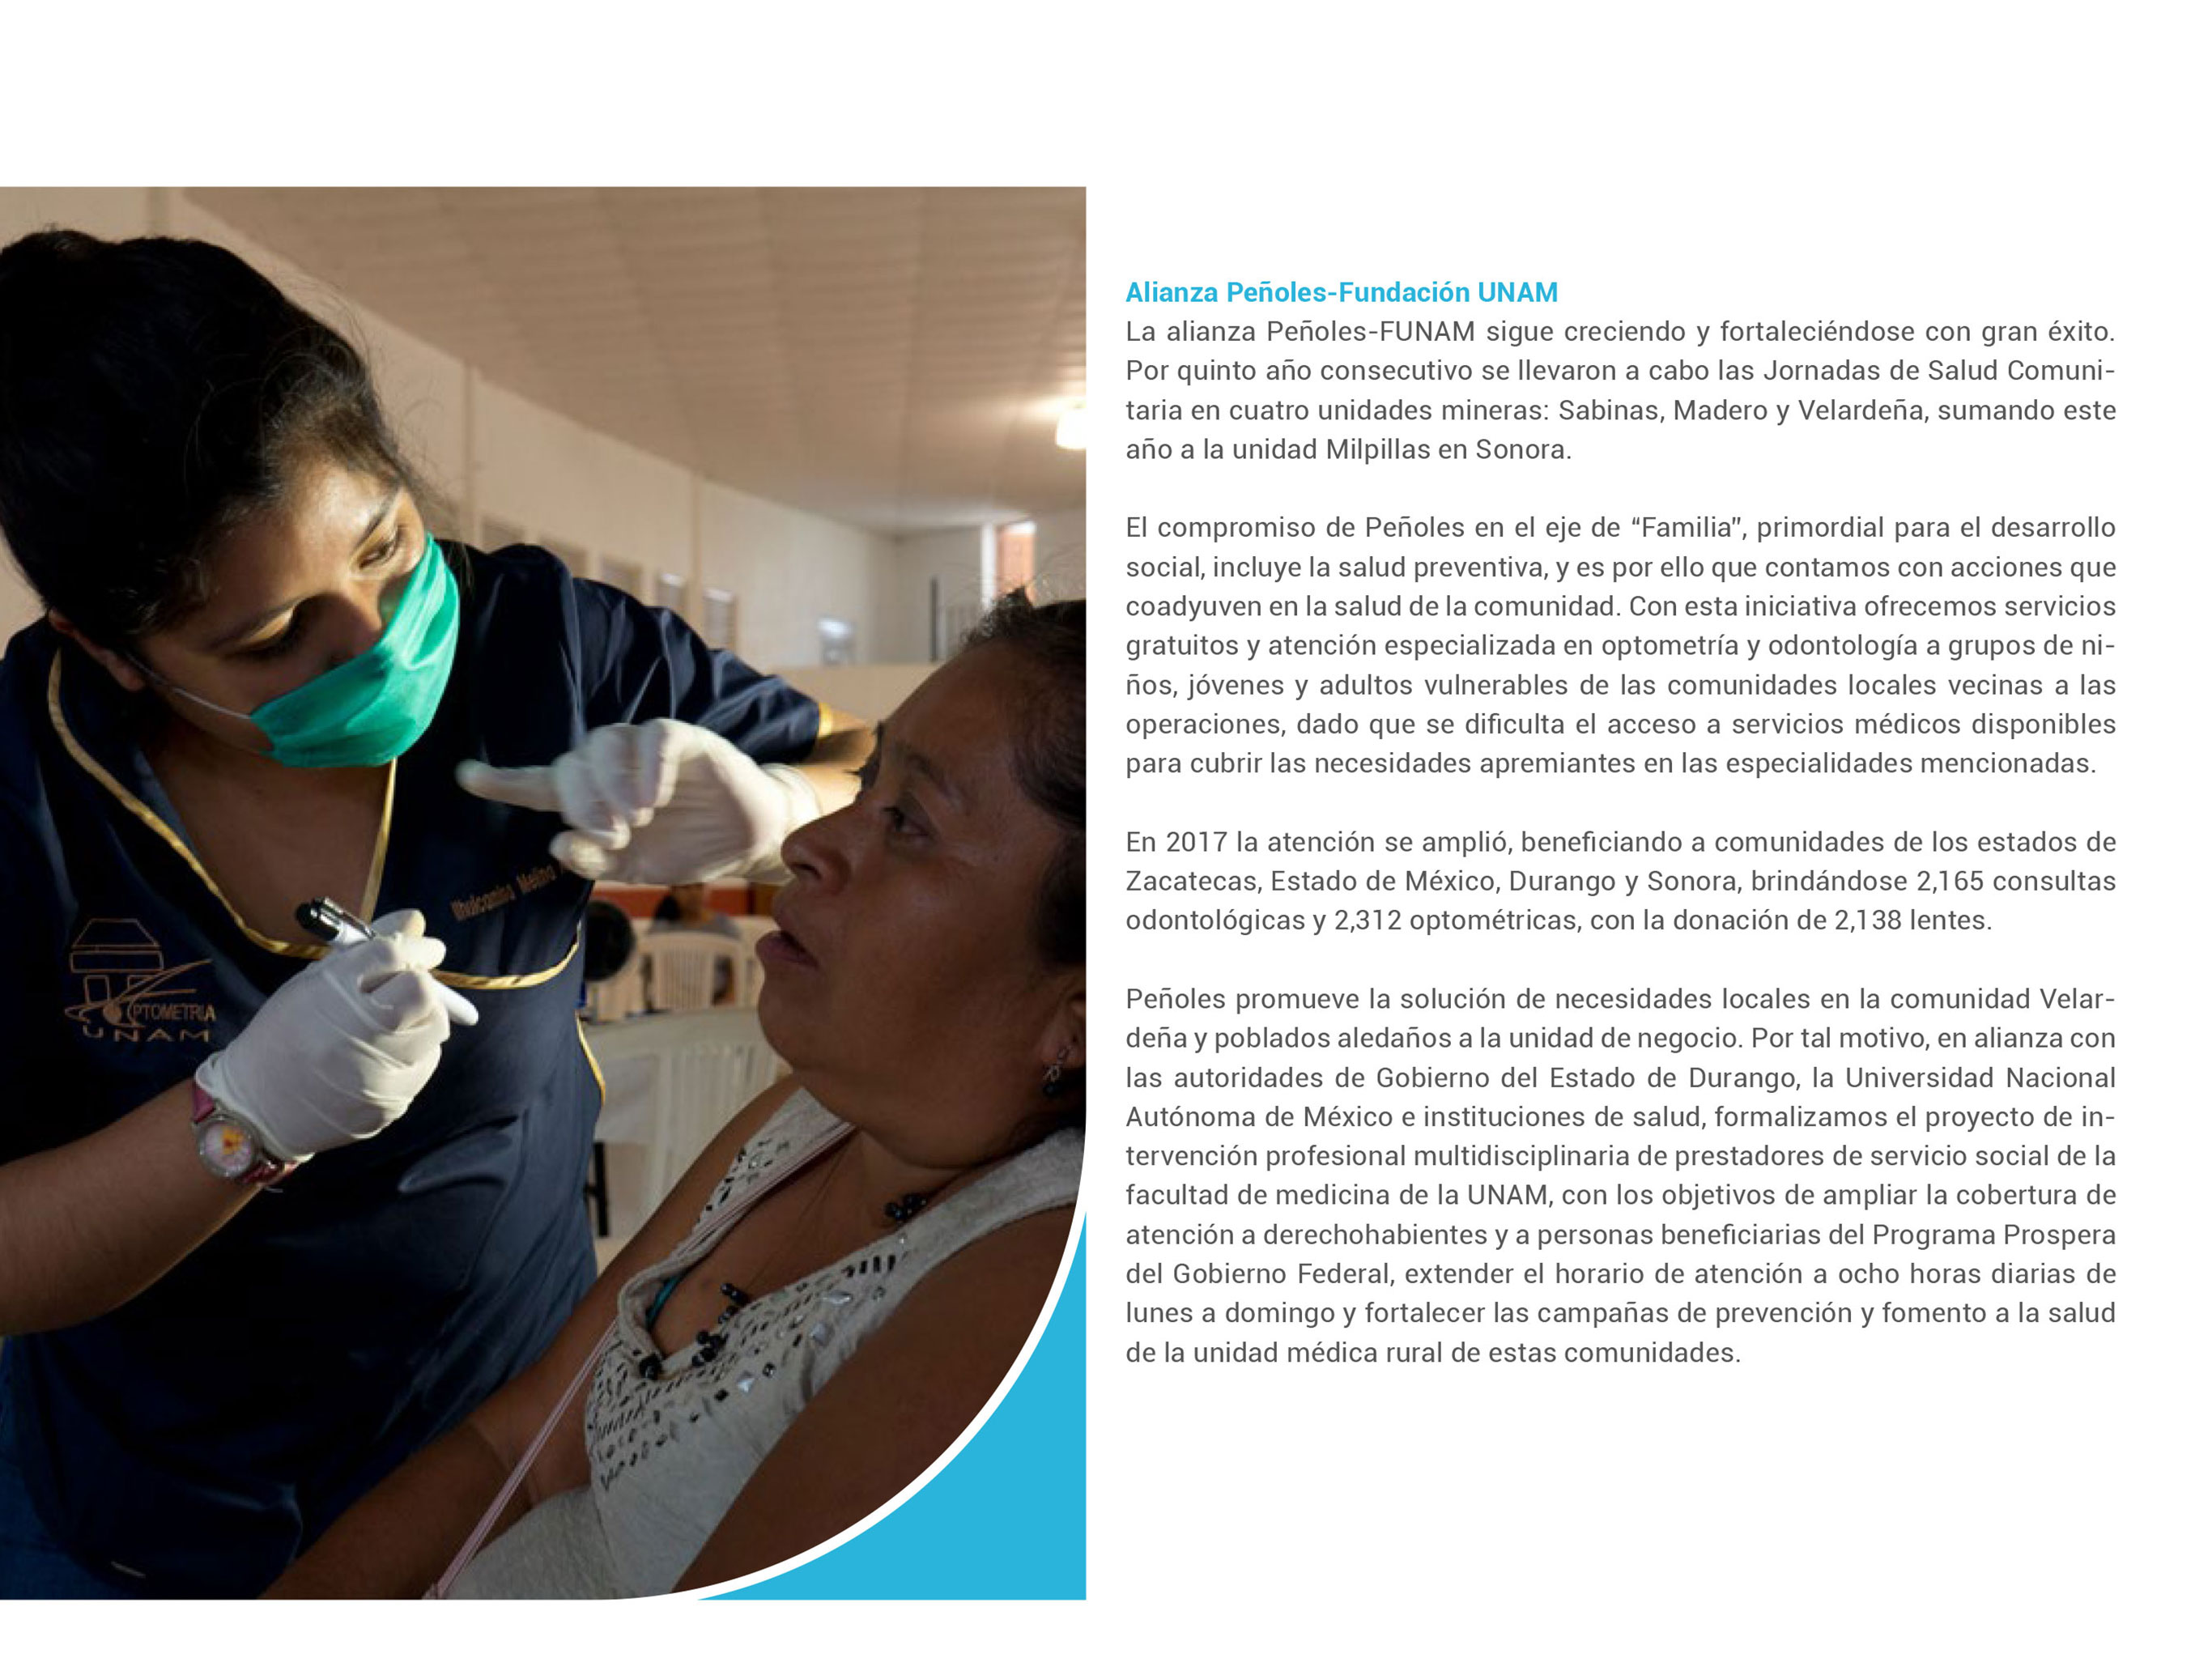 Alianza Peñoles-Fundación UNAM
La alianza Peñoles-FUNAM sigue creciendo y fortaleciéndose con gran éxito.
Por quinto año consecutivo se llevaron a cabo las Jornadas de Salud Comuni-
taria en cuatro unidades mineras: Sabinas, Madero y Velardeña, sumando este
año a la unidad Milpillas en Sonora.
El compromiso de Peñoles en el eje de “Familia”, primordial para el desarrollo
social, incluye la salud preventiva, y es por ello que contamos con acciones que
coadyuven en la salud de la comunidad. Con esta iniciativa ofrecemos servicios
gratuitos y atención especializada en optometría y odontología a grupos de ni-
ños, jóvenes y adultos vulnerables de las comunidades locales vecinas a las
operaciones, dado que se dificulta el acceso a servicios médicos disponibles
para cubrir las necesidades apremiantes en las especialidades mencionadas.
En 2017 la atención se amplió, beneficiando a comunidades de los estados de
Zacatecas, Estado de México, Durango y Sonora, brindándose 2,165 consultas
odontológicas y 2,312 optométricas, con la donación de 2,138 lentes.
Peñoles promueve la solución de necesidades locales en la comunidad Velar-
deña y poblados aledaños a la unidad de negocio. Por tal motivo, en alianza con
las autoridades de Gobierno del Estado de Durango, la Universidad Nacional
Autónoma de México e instituciones de salud, formalizamos el proyecto de in-
tervención profesional multidisciplinaria de prestadores de servicio social de la
facultad de medicina de la UNAM, con los objetivos de ampliar la cobertura de
atención a derechohabientes y a personas beneficiarias del Programa Prospera
del Gobierno Federal, extender el horario de atención a ocho horas diarias de
lunes a domingo y fortalecer las campañas de prevención y fomento a la salud
de la unidad médica rural de estas comunidades.
OPTOMETRIA
UNAM